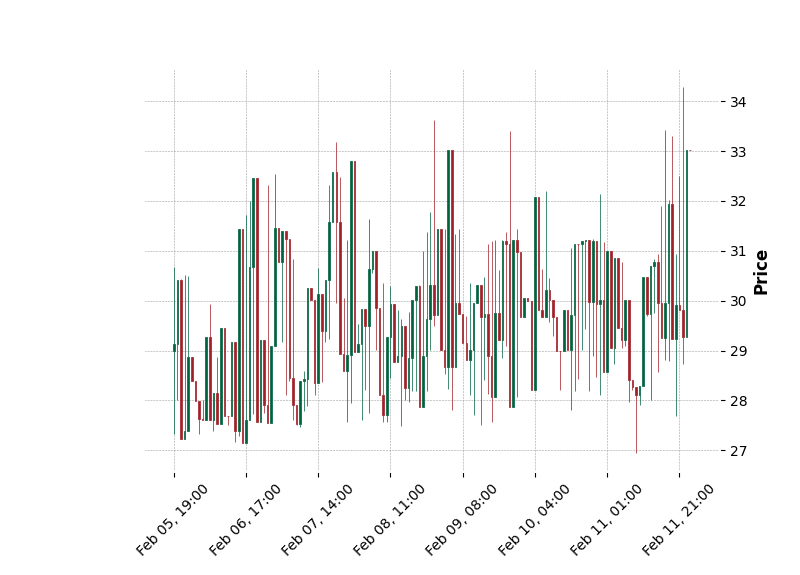 34
33
32
31
30
29
28
27
Price
Feb 05, 19:00
Feb 06, 17:00
Feb 07, 14:00
Feb 08, 11:00
Feb 09, 08:00
Feb 10, 04:00
Feb 11, 01:00
Feb 11, 21:00